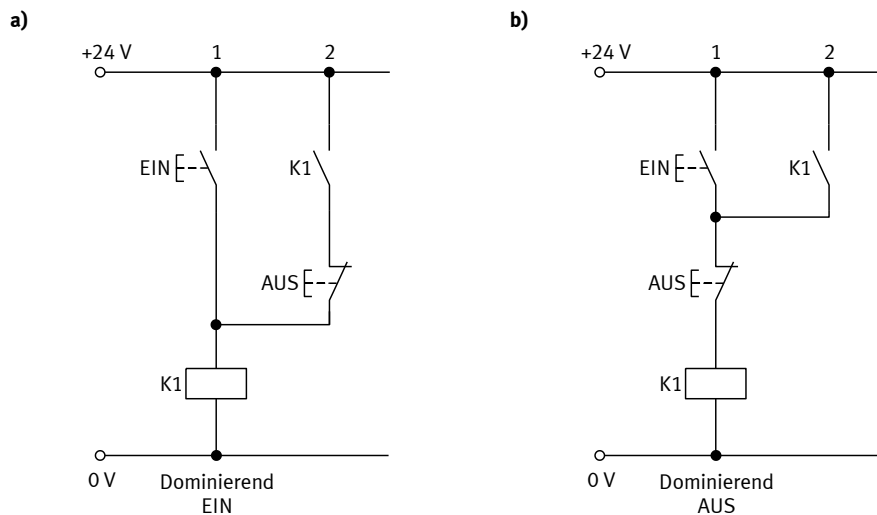 a)
+24 V
1
2
EIN
K1
AUS
K1
0 V
Dominierend
EIN
b)
+24 V
1
2
EIN
K1
AUS
K1
0 V
Dominierend
AUS